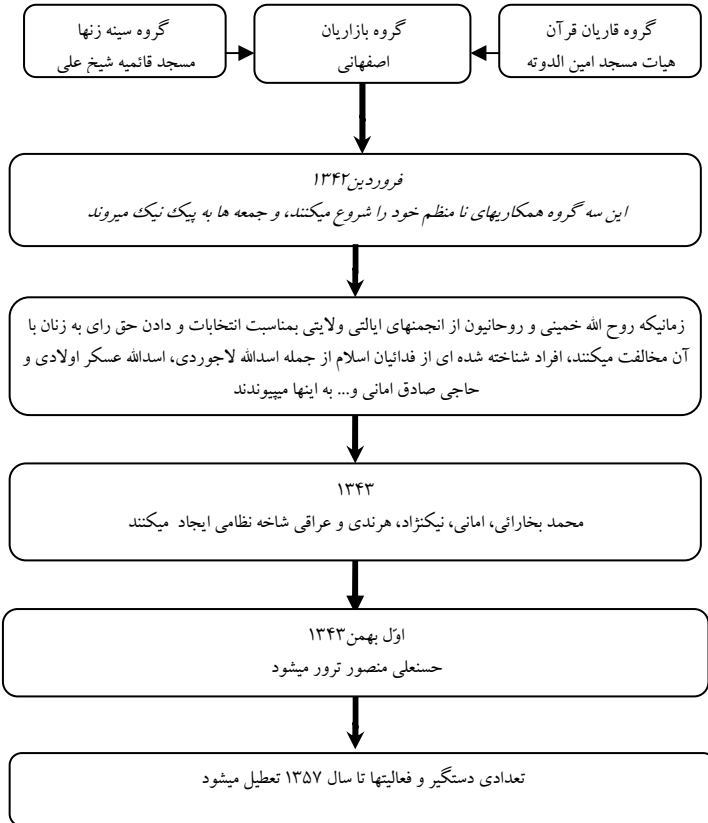 گروه قاریان قرآن
هیات مسجد امین الدوته
گروه بازاریان
اصفهانی
گروه سینه زنها
مسجد قائمیه شیخ علی
فروردین۱۳۴۲
این سه گروه همکاریهای نا منظم خود را شروع میکنند، و جمعه ها به پیک نیک میروند
زمانیکه روح الله خمینی و روحانیون از انجمنهای ایالتی ولایتی بمناسبت انتخابات و دادن حق رای به زنان با
آن مخالفت میکنند، افراد شناخته شده ای از فدائیان اسلام از جمله اسدالله لاجوردی، اسدالله عسکر اولادی و
حاجی صادق امانی و... به اینها میپیوندند
۱۳۴۳
محمد بخارائی، امانی، نیکنژاد، هرندی و عراقی شاخه نظامی ایجاد میکنند
اوّل بهمن۱۳۴۳
حسنعلی منصور ترور میشود
تعدادی دستگیر و فعالیتها تا سال ۱۳۵۷ تعطیل میشود